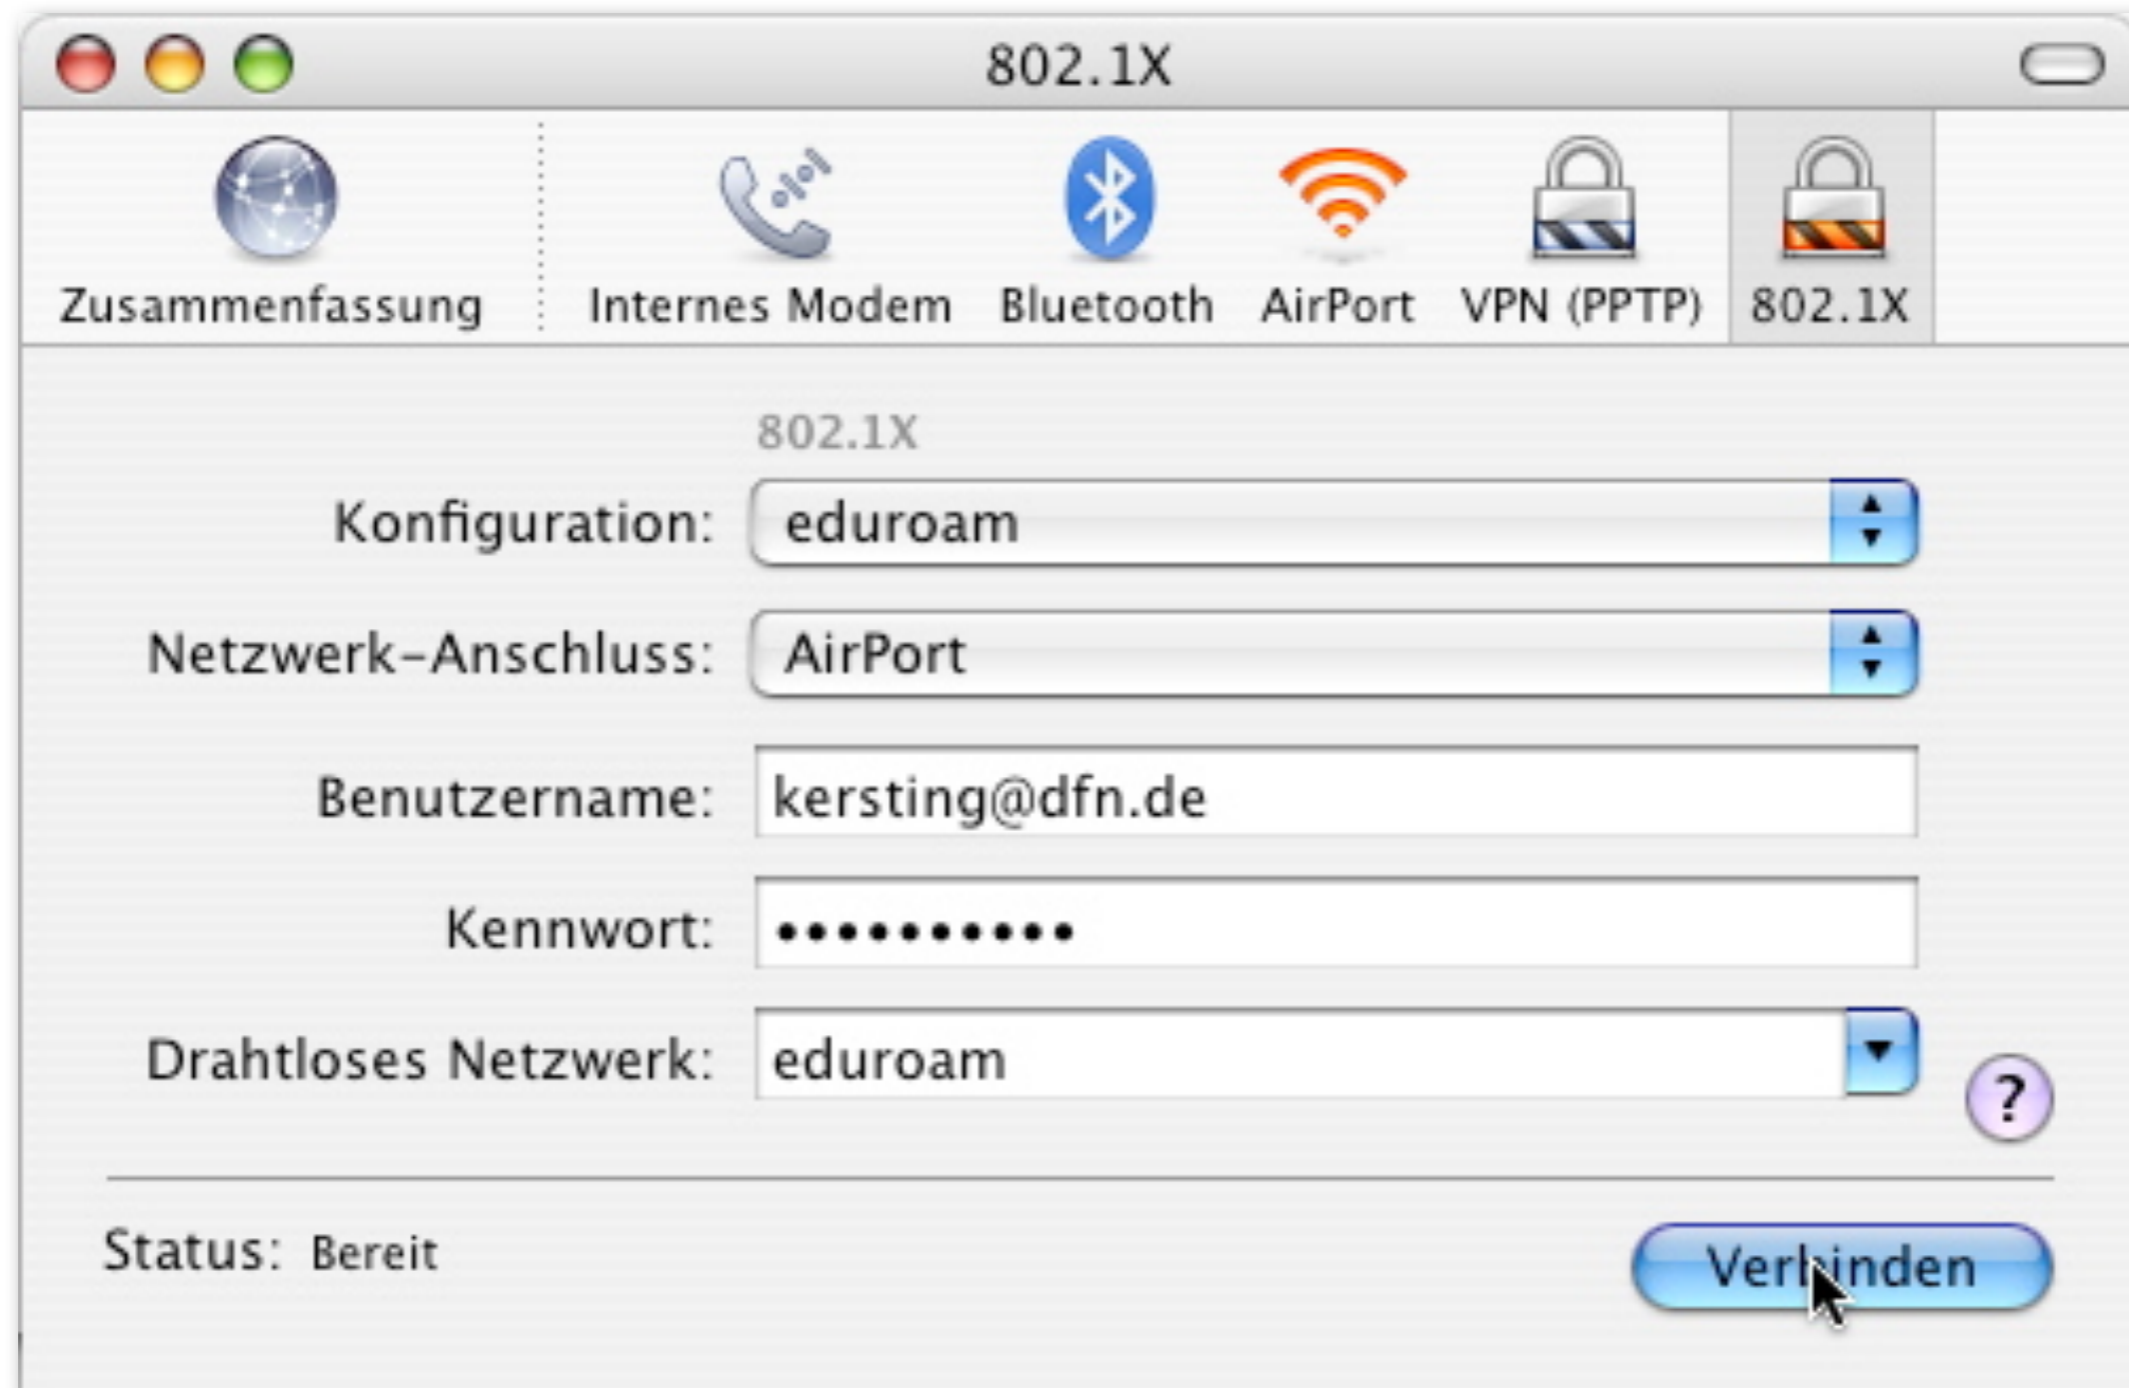 802.1X
Zusammenfassung Internes Modem Bluetooth AirPort VPN (PPTP) 802.1X
802.1X
Konfiguration: eduroam
Netzwerk-Anschluss: AirPort
Benutzername: kersting@dfn.de
Kennwort: ••••••••••
Drahtloses Netzwerk: eduroam
?
Status: Bereit
Verbinden